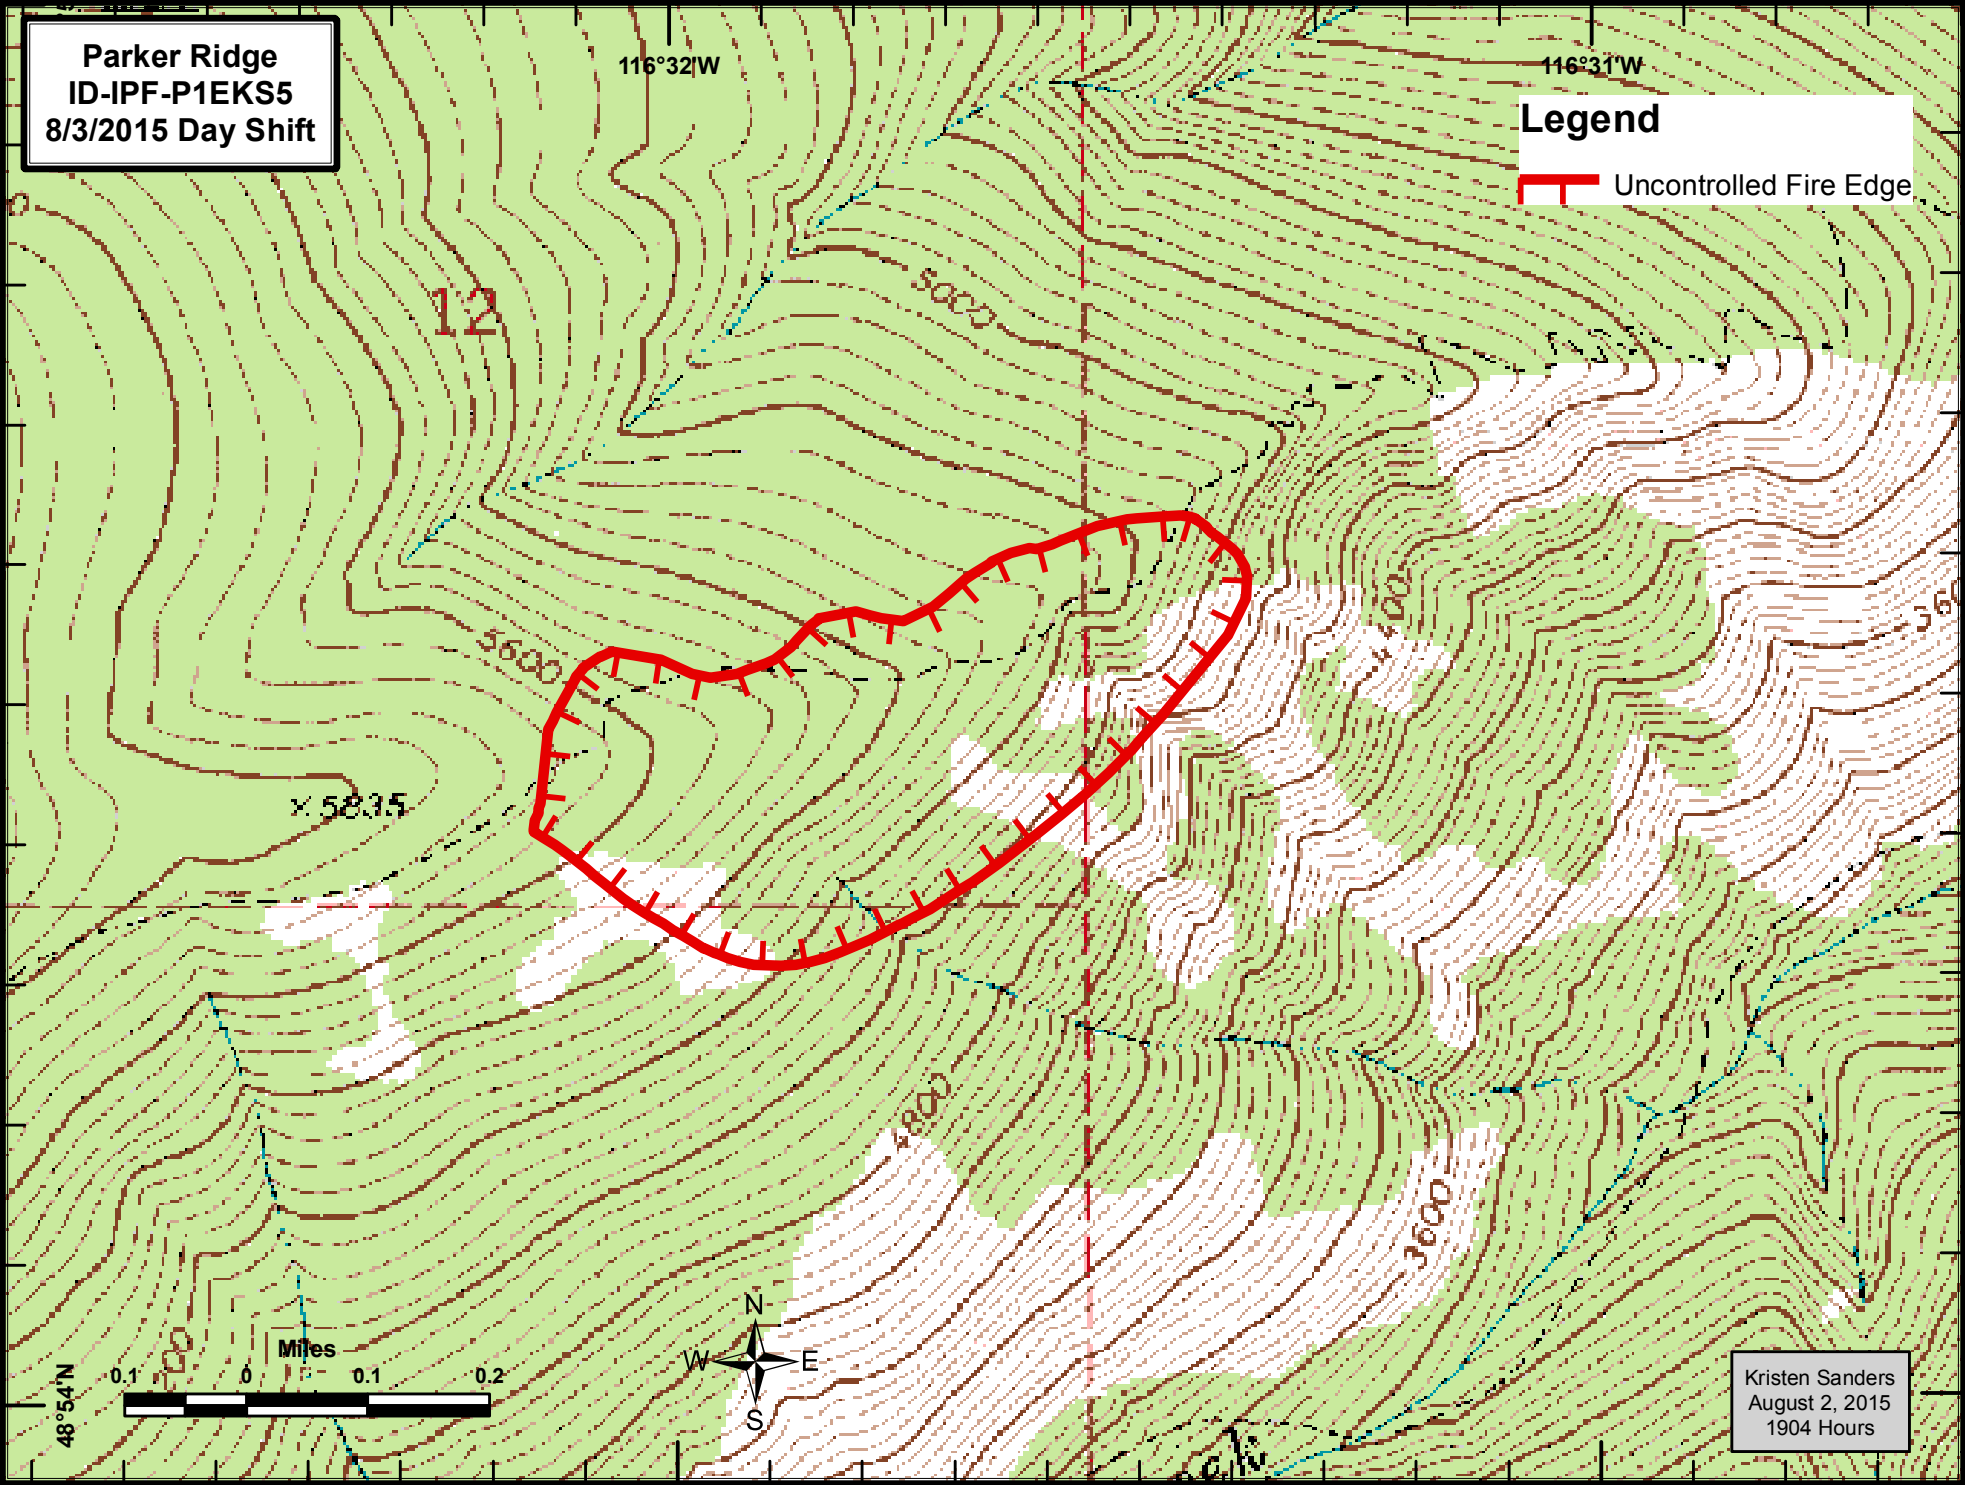 Parker Ridge
ID-IPF-P1EKS5
8/3/2015 Day Shift
116°32'W
116°31'W
Legend
Uncontrolled Fire Edge
12
5000
5600
4400
× 5835
4800
3600
Miles
0.1 0 0.1 0.2
48°54'N
N
W E
S
Kristen Sanders
August 2, 2015
1904 Hours